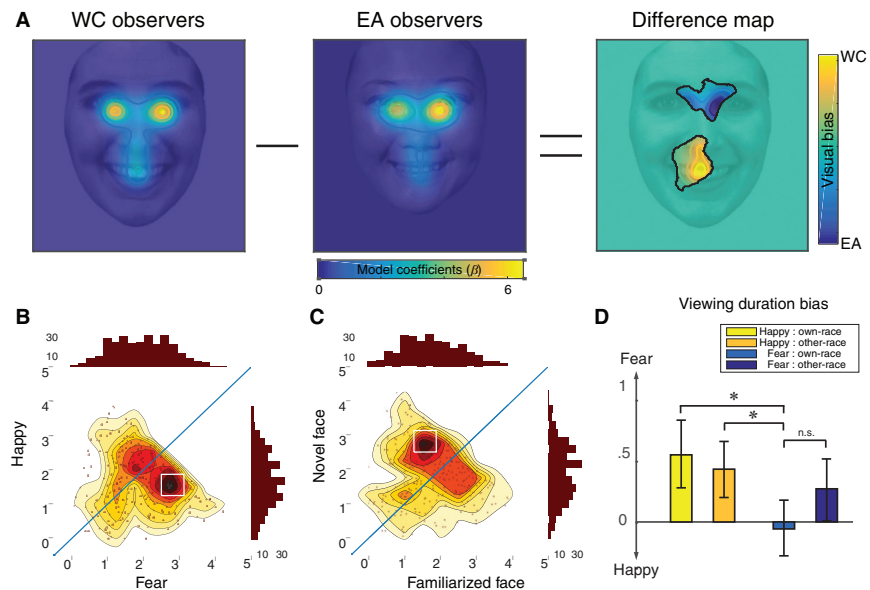 A
WC observers
EA observers
Difference map
WC
Visual bias
EA
Model coefficients (β)
0
6
B
30
10
5
4
3
2
1
0
Happy
0
1
2
3
4
5
10
30
Fear
C
30
10
5
4
3
2
1
0
Novel face
0
1
2
3
4
5
10
30
Familiarized face
D
Viewing duration bias
Happy : own-race
Happy : other-race
Fear : own-race
Fear : other-race
Fear
1
.5
0
-.5
Happy
*
*
n.s.